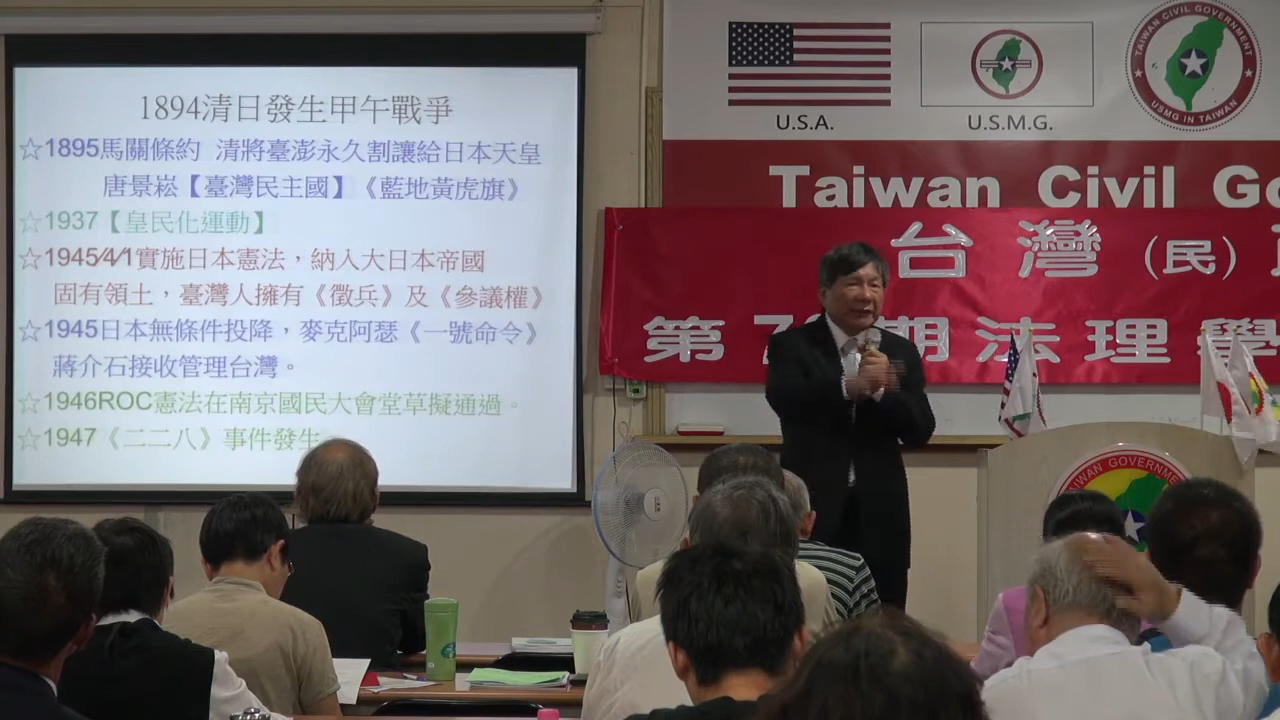 1894清日發生甲午戰爭
☆1895馬關條約 清將臺澎永久割讓給日本天皇
唐景崧【臺灣民主國】《藍地黃虎旗》
☆1937【皇民化運動】
☆1945/4/1實施日本憲法，納入大日本帝國
固有領土，臺灣人擁有《徵兵》及《參議權》
☆1945日本無條件投降，麥克阿瑟《一號命令》
蔣介石接收管理台灣。
☆1946ROC憲法在南京國民大會堂草擬通過。
☆1947《二二八》事件發生
U.S.A.
U.S.M.G.
TAIWAN CIVIL GOVERNMENT
USMG IN TAIWAN
Taiwan Civil Go
台灣(民)
第7 期法理學
TAIWAN GOVERNMENT